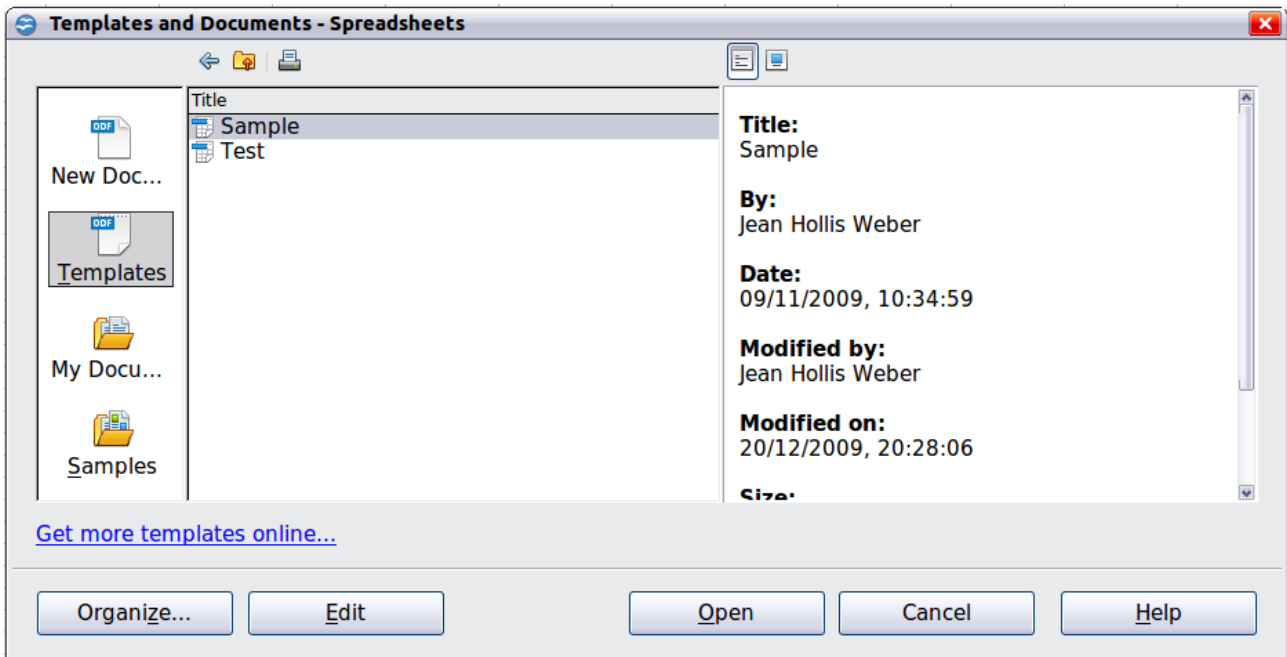 Templates and Documents - Spreadsheets
ODF
New Doc...
ODF
Templates
My Docu...
Samples
Title
Sample
Test
Title:
Sample
By:
Jean Hollis Weber
Date:
09/11/2009, 10:34:59
Modified by:
Jean Hollis Weber
Modified on:
20/12/2009, 20:28:06
Size:
Get more templates online...
Organize...
Edit
Open
Cancel
Help